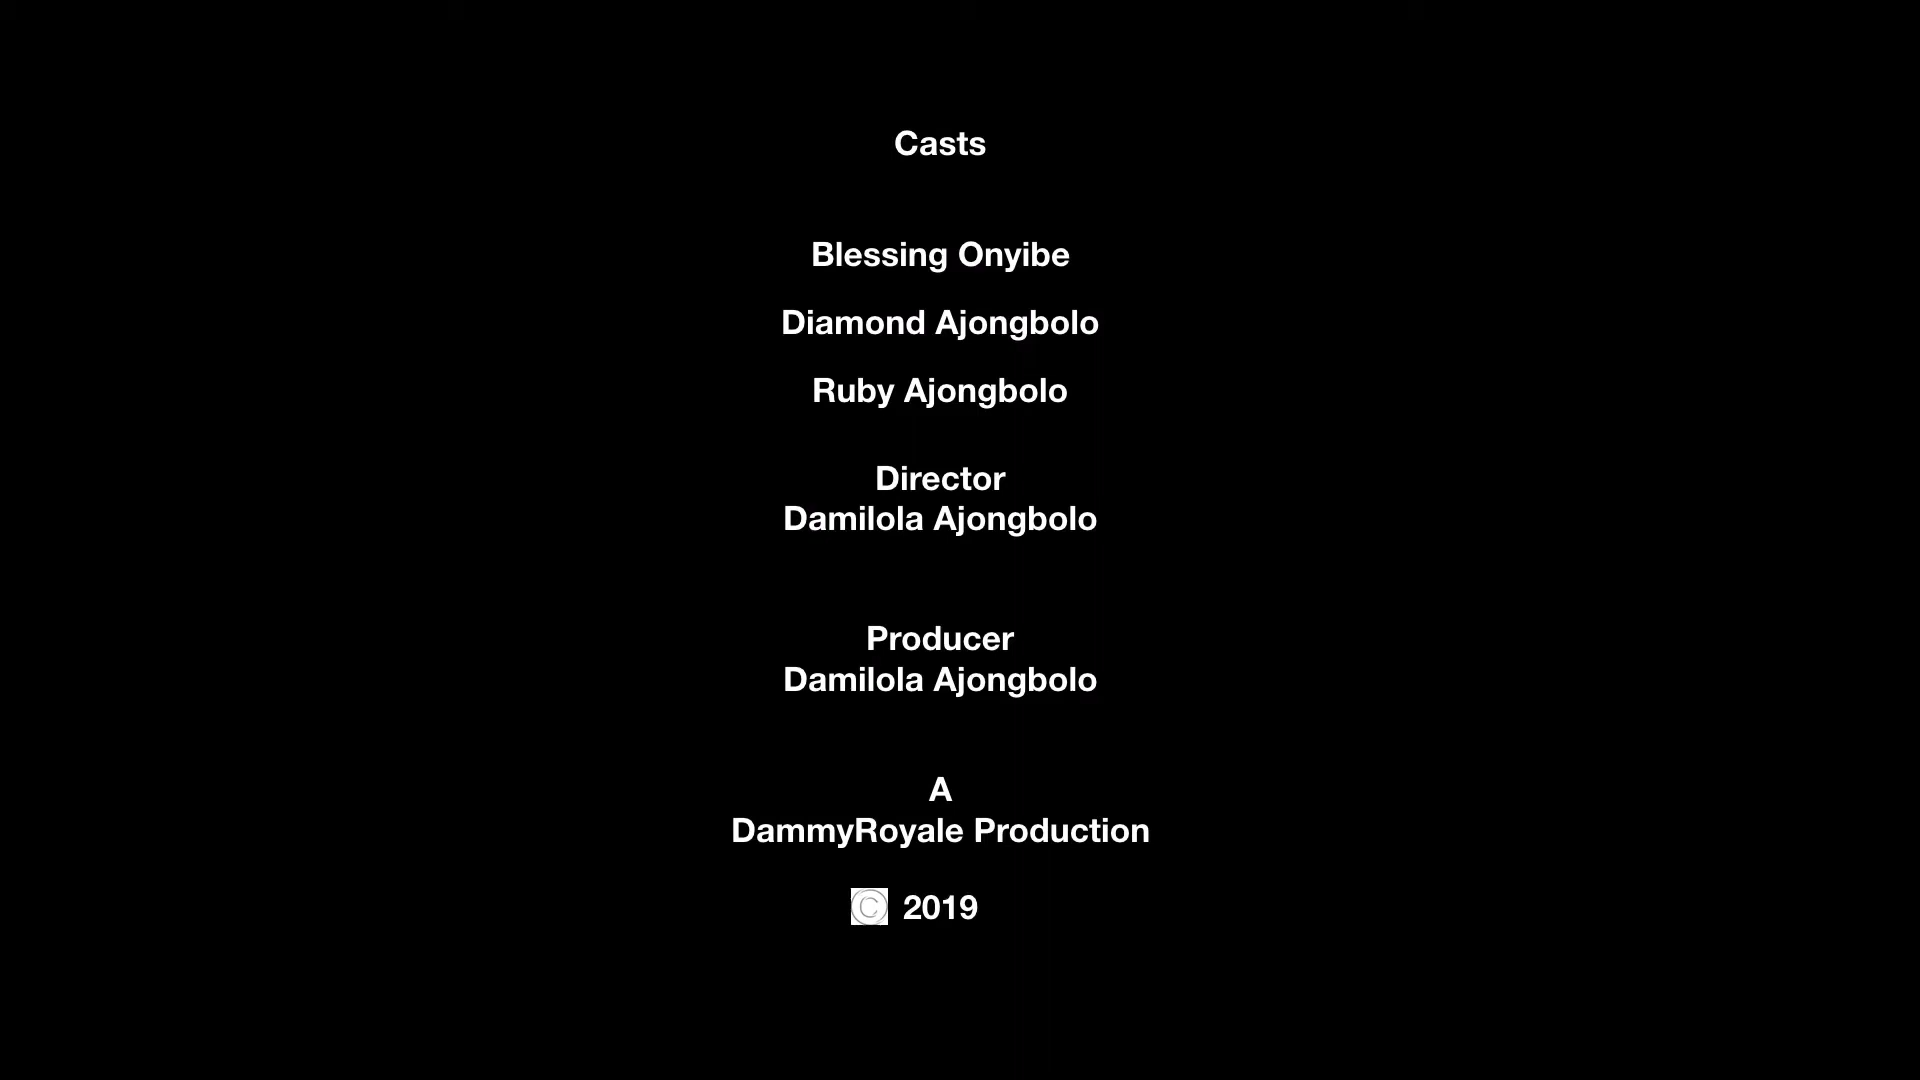 Casts
Blessing Onyibe
Diamond Ajongbolo
Ruby Ajongbolo
Director
Damilola Ajongbolo
Producer
Damilola Ajongbolo
A
DammyRoyale Production
© 2019